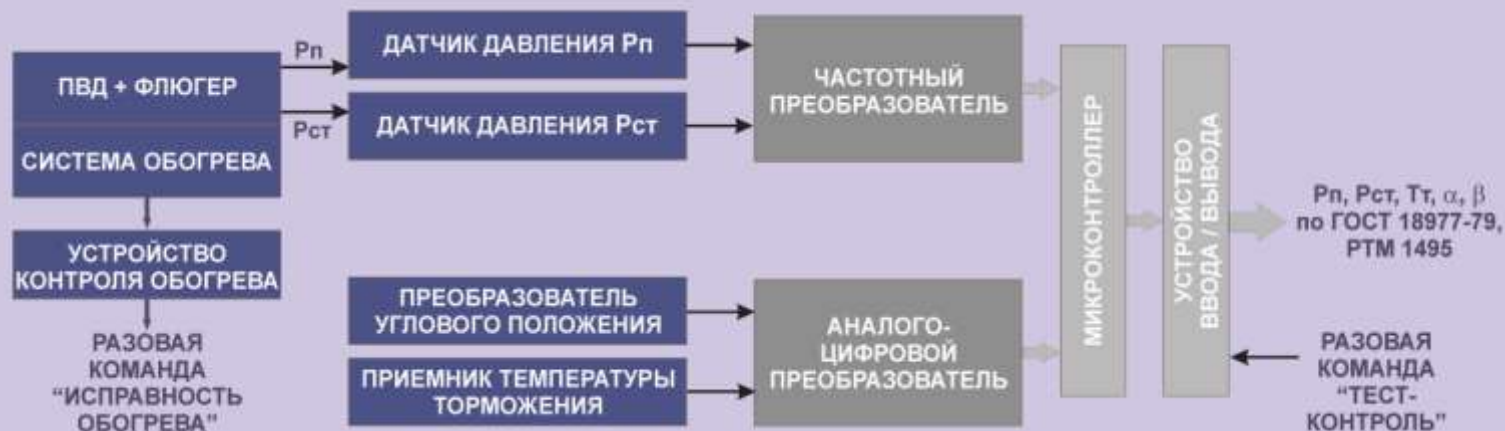 ПВД + ФЛЮГЕР
СИСТЕМА ОБОГРЕВА
УСТРОЙСТВО
КОНТРОЛЯ ОБОГРЕВА
РАЗОВАЯ
КОМАНДА
“ИСПРАВНОСТЬ
ОБОГРЕВА”
Рп
Рст
ДАТЧИК ДАВЛЕНИЯ Рп
ДАТЧИК ДАВЛЕНИЯ Рст
ПРЕОБРАЗОВАТЕЛЬ
УГЛОВОГО ПОЛОЖЕНИЯ
ПРИЕМНИК ТЕМПЕРАТУРЫ
ТОРМОЖЕНИЯ
ЧАСТОТНЫЙ
ПРЕОБРАЗОВАТЕЛЬ
АНАЛОГО-
ЦИФРОВОЙ
ПРЕОБРАЗОВАТЕЛЬ
МИКРОКОНТРОЛЛЕР
УСТРОЙСТВО
ВВОДА / ВЫВОДА
Рп, Рст, Тт, α, β
по ГОСТ 18977-79,
РТМ 1495
РАЗОВАЯ
КОМАНДА
“ТЕСТ-
КОНТРОЛЬ”